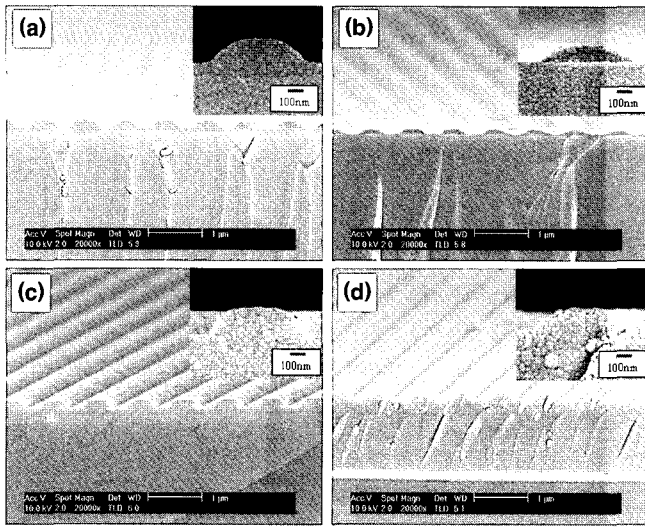 (a)
100nm
Acc.V Spot Magn Det WD
10.0 kV 2.0 20000x TLD 5.9 1 µm
(b)
100nm
Acc.V Spot Magn Det WD
10.0 kV 2.0 20000x TLD 5.8 1 µm
(c)
100nm
Acc.V Spot Magn Det WD
10.0 kV 2.0 20000x TLD 6.0 1 µm
(d)
100nm
Acc.V Spot Magn Det WD
10.0 kV 2.0 20000x TLD 5.1 1 µm